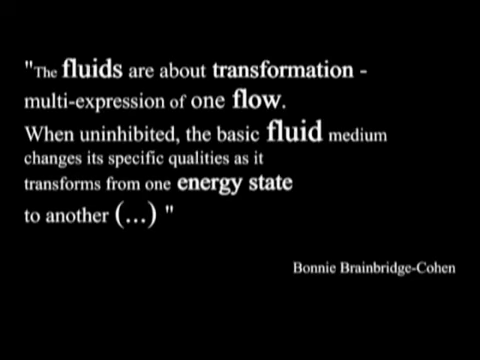 "The fluids are about transformation -
multi-expression of one flow.
When uninhibited, the basic fluid medium
changes its specific qualities as it
transforms from one energy state
to another (...) "
Bonnie Brainbridge-Cohen